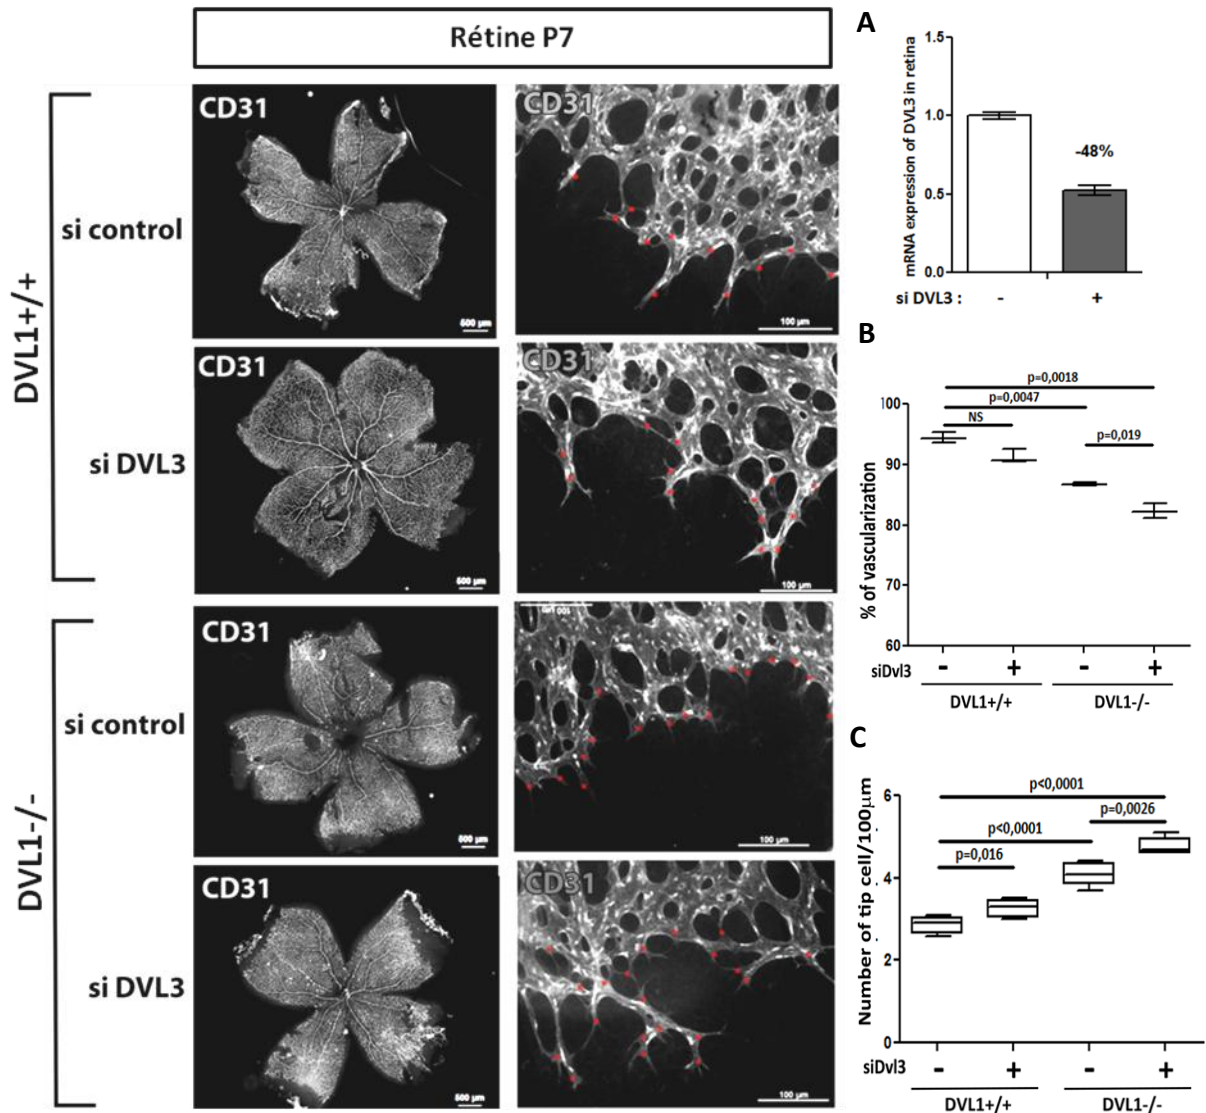 Rétine P7
DVL1+/+
si control
CD31
500 µm
CD31
100 µm
si DVL3
CD31
500 µm
CD31
100 µm
DVL1-/-
si control
CD31
500 µm
100 µm
100 µm
si DVL3
CD31
500 µm
CD31
100 µm
A
mRNA expression of DVL3 in retina
1.5
1.0
0.5
0.0
-48%
si DVL3 : - +
B
% of vascularization
100
90
80
70
60
p=0,0018
p=0,0047
NS
p=0,019
siDvl3 - + - +
DVL1+/+ DVL1-/-
C
Number of tip cell/100µm
6
4
2
0
p<0,0001
p=0,0026
p<0,0001
p=0,016
siDvl3 - + - +
DVL1+/+ DVL1-/-